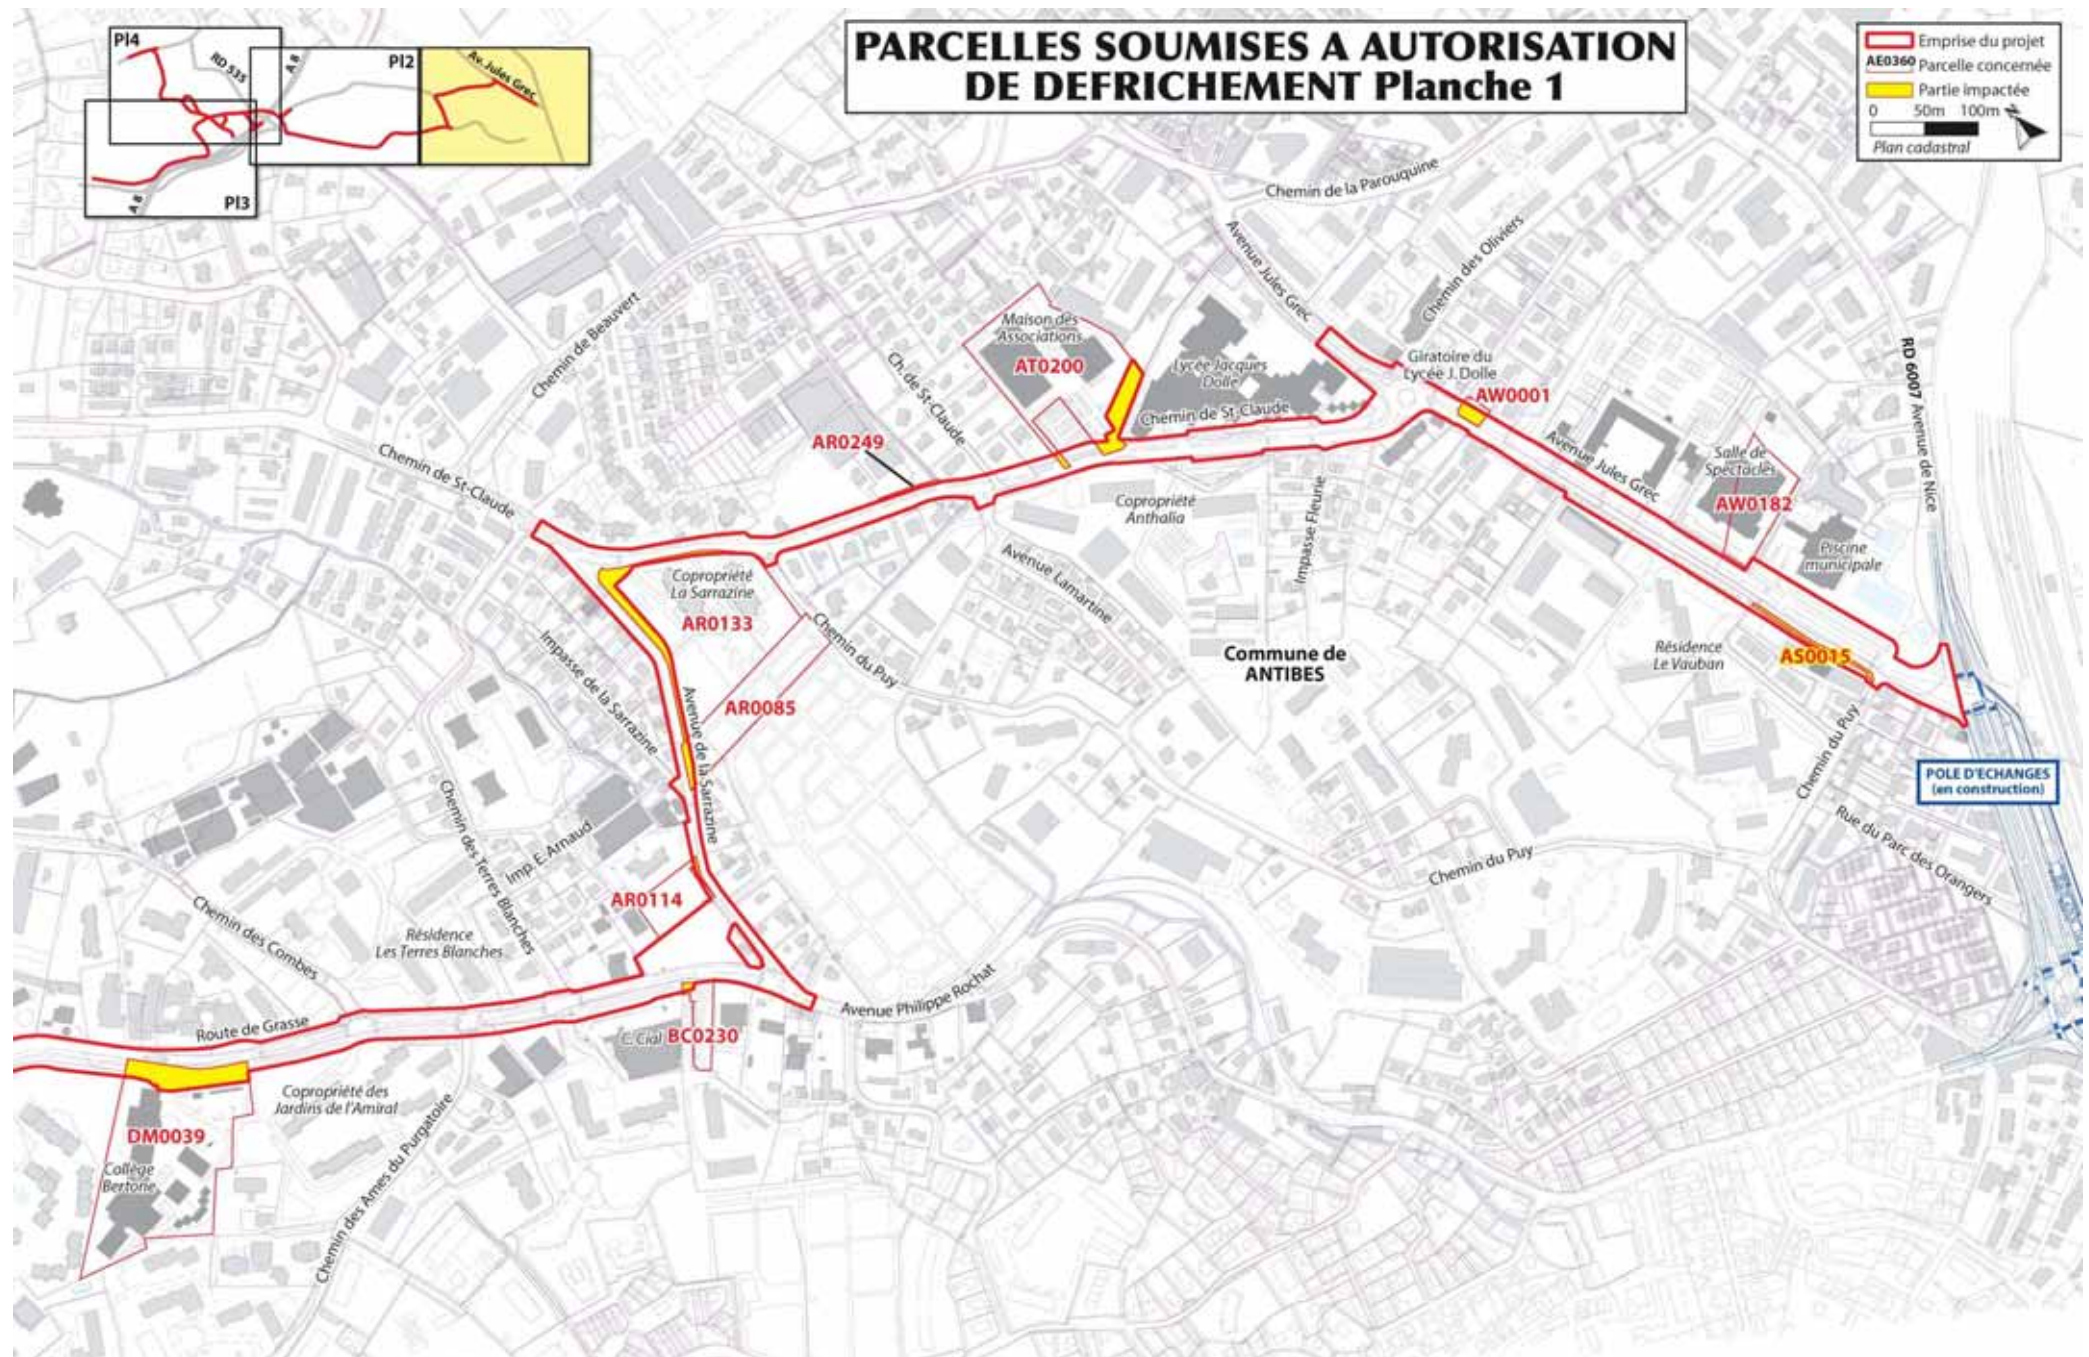 Pl4
RD 535
A 8
Pl2
Av. Jules Grec
A 8
Pl3
PARCELLES SOUMISES A AUTORISATION
DE DEFRICHEMENT Planche 1
Emprise du projet
AE0360 Parcelle concernée
Partie impactée
0 50m 100m
N
Plan cadastral
Chemin de la Parouquine
Avenue Jules Grec
Chemin des Oliviers
Chemin de Beauvert
Maison des
Associations
AT0200
Lycée Jacques
Dolle
Giratoire du
Lycée J. Dolle
AW0001
Chemin de St-Claude
Ch. de St-Claude
AR0249
RD 6007 Avenue de Nice
Avenue Jules Grec
Salle de
Spectacles
AW0182
Chemin de St-Claude
Copropriété
Anthalia
Impasse Fleurie
Piscine
municipale
Avenue Lamartine
Copropriété
La Sarrazine
AR0133
Chemin du Puy
Commune de
ANTIBES
Résidence
Le Vauban
AS0015
Impasse de la Sarrazine
Avenue de la Sarrazine
AR0085
Chemin du Puy
POLE D'ECHANGES
(en construction)
Rue du Parc des Orangers
Chemin des Terres Blanches
Imp. E. Arnaud
Chemin du Puy
AR0114
Chemin des Combes
Résidence
Les Terres Blanches
Avenue Philippe Rochat
Route de Grasse
C. Cial
BC0230
Copropriété des
Jardins de l'Amiral
DM0039
Collège
Bertone
Chemin des Ames du Purgatoire